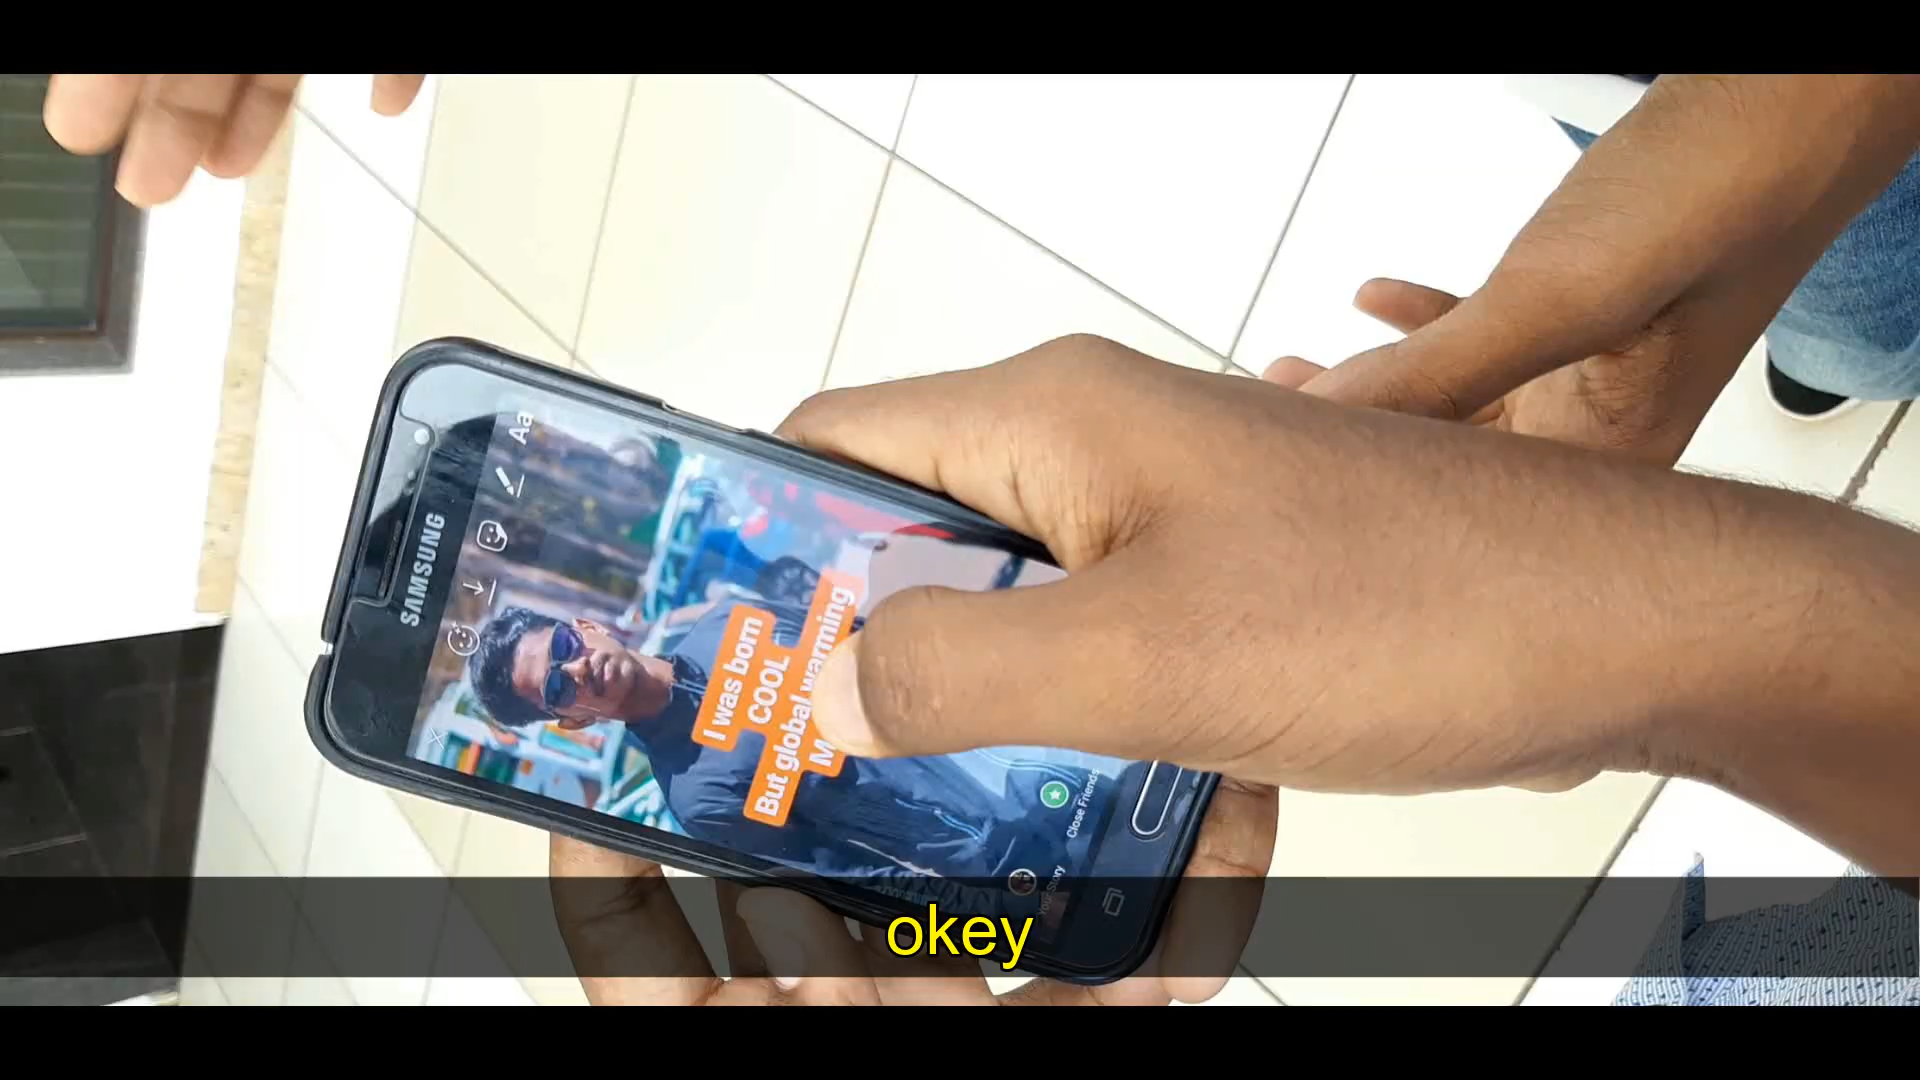 SAMSUNG
Aa
I was born
COOL
But global warming
M
Close Friends
Your Story
okey